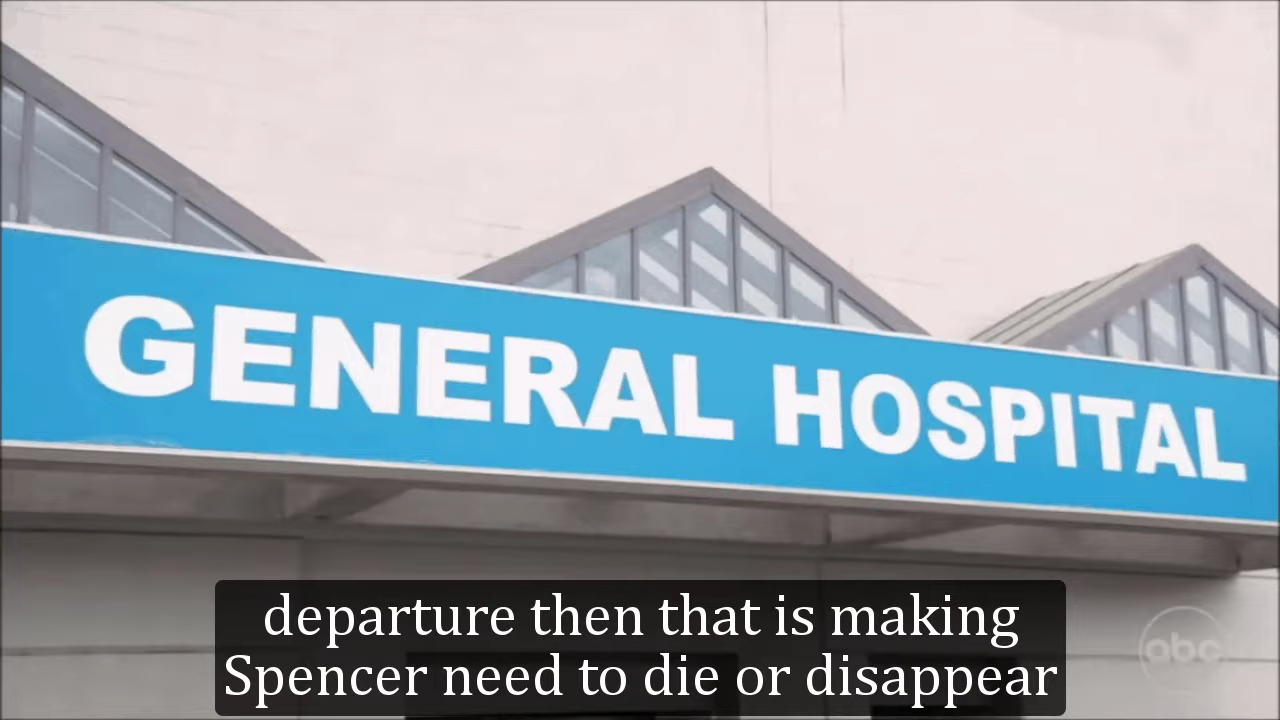 GENERAL HOSPITAL
abc
departure then that is making
Spencer need to die or disappear